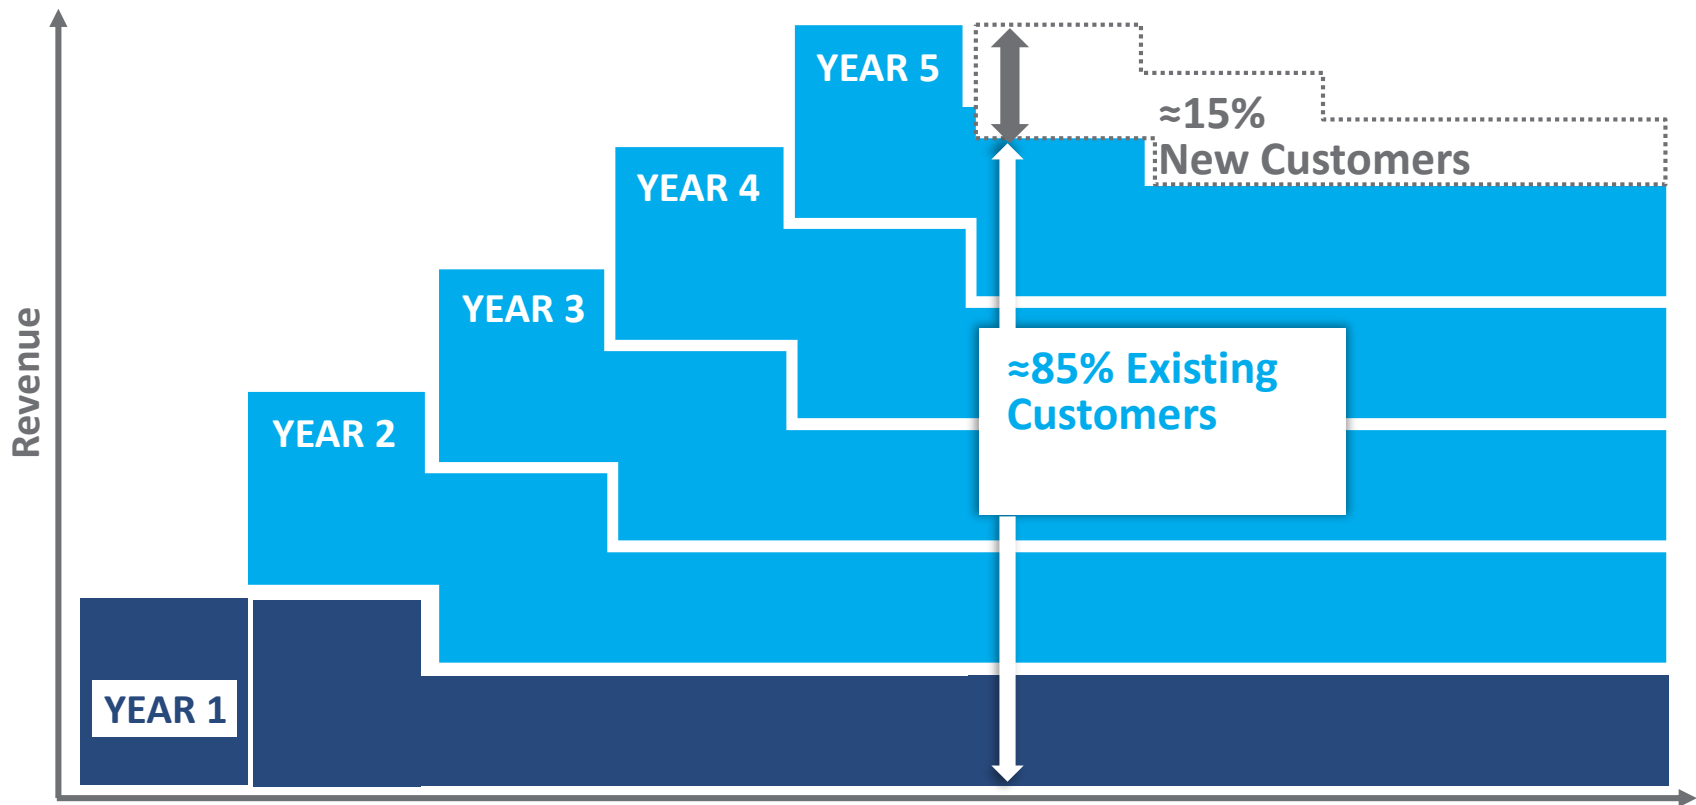 YEAR 5
≈15%
New Customers
YEAR 4
YEAR 3
Revenue
≈85% Existing
Customers
YEAR 2
YEAR 1